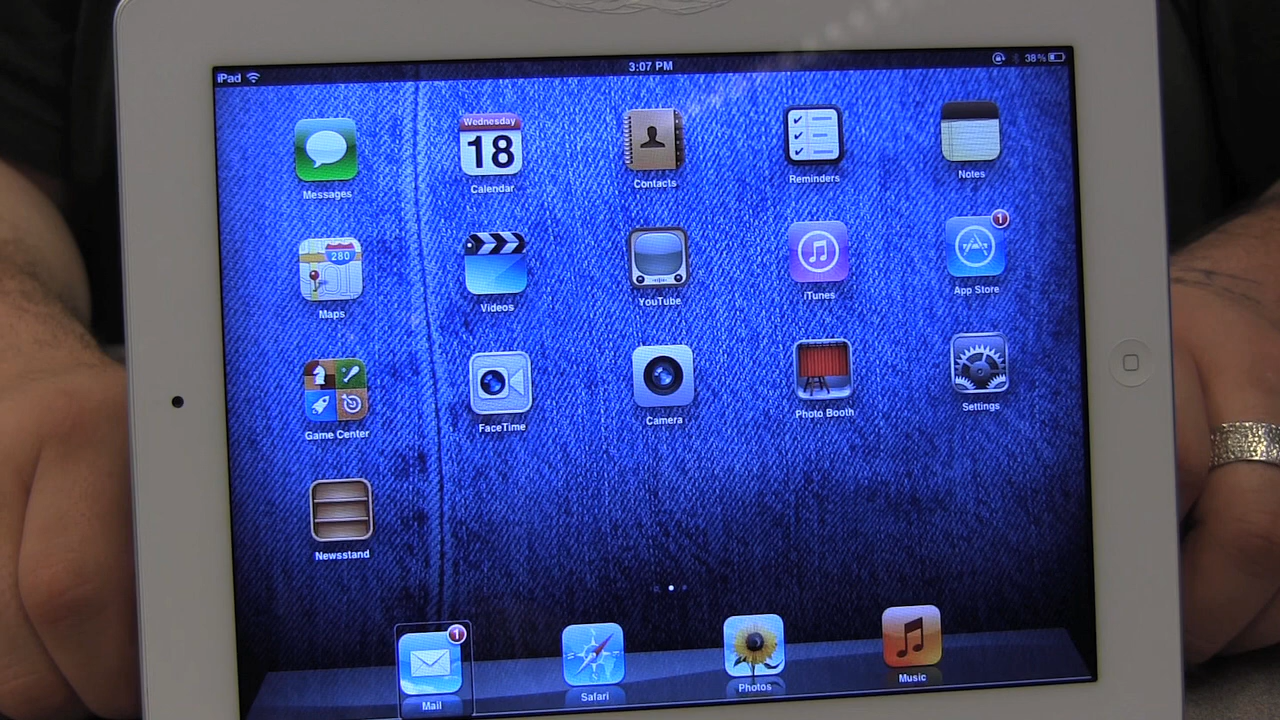 iPad 3:07 PM 38%
Messages
Wednesday
18
Calendar
Contacts
Reminders
Notes
280
Maps
Videos
YouTube
iTunes
1
App Store
Game Center
FaceTime
Camera
Photo Booth
Settings
Newsstand
1
Mail
Safari
Photos
Music